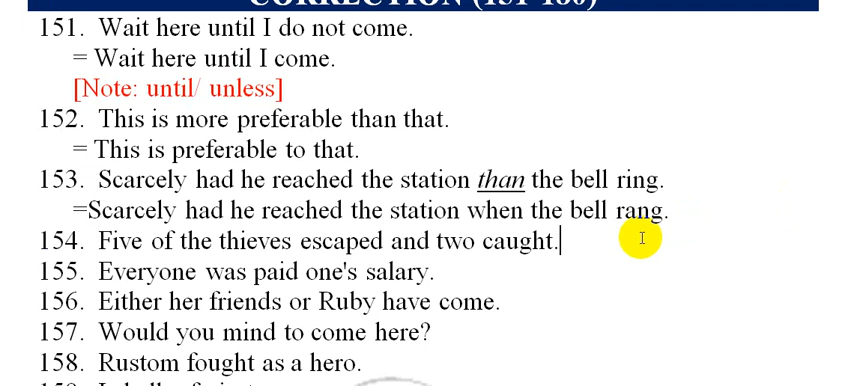 CORRECTION (151-180)
151. Wait here until I do not come.
= Wait here until I come.
[Note: until/ unless]
152. This is more preferable than that.
= This is preferable to that.
153. Scarcely had he reached the station than the bell ring.
=Scarcely had he reached the station when the bell rang.
154. Five of the thieves escaped and two caught.
155. Everyone was paid one's salary.
156. Either her friends or Ruby have come.
157. Would you mind to come here?
158. Rustom fought as a hero.